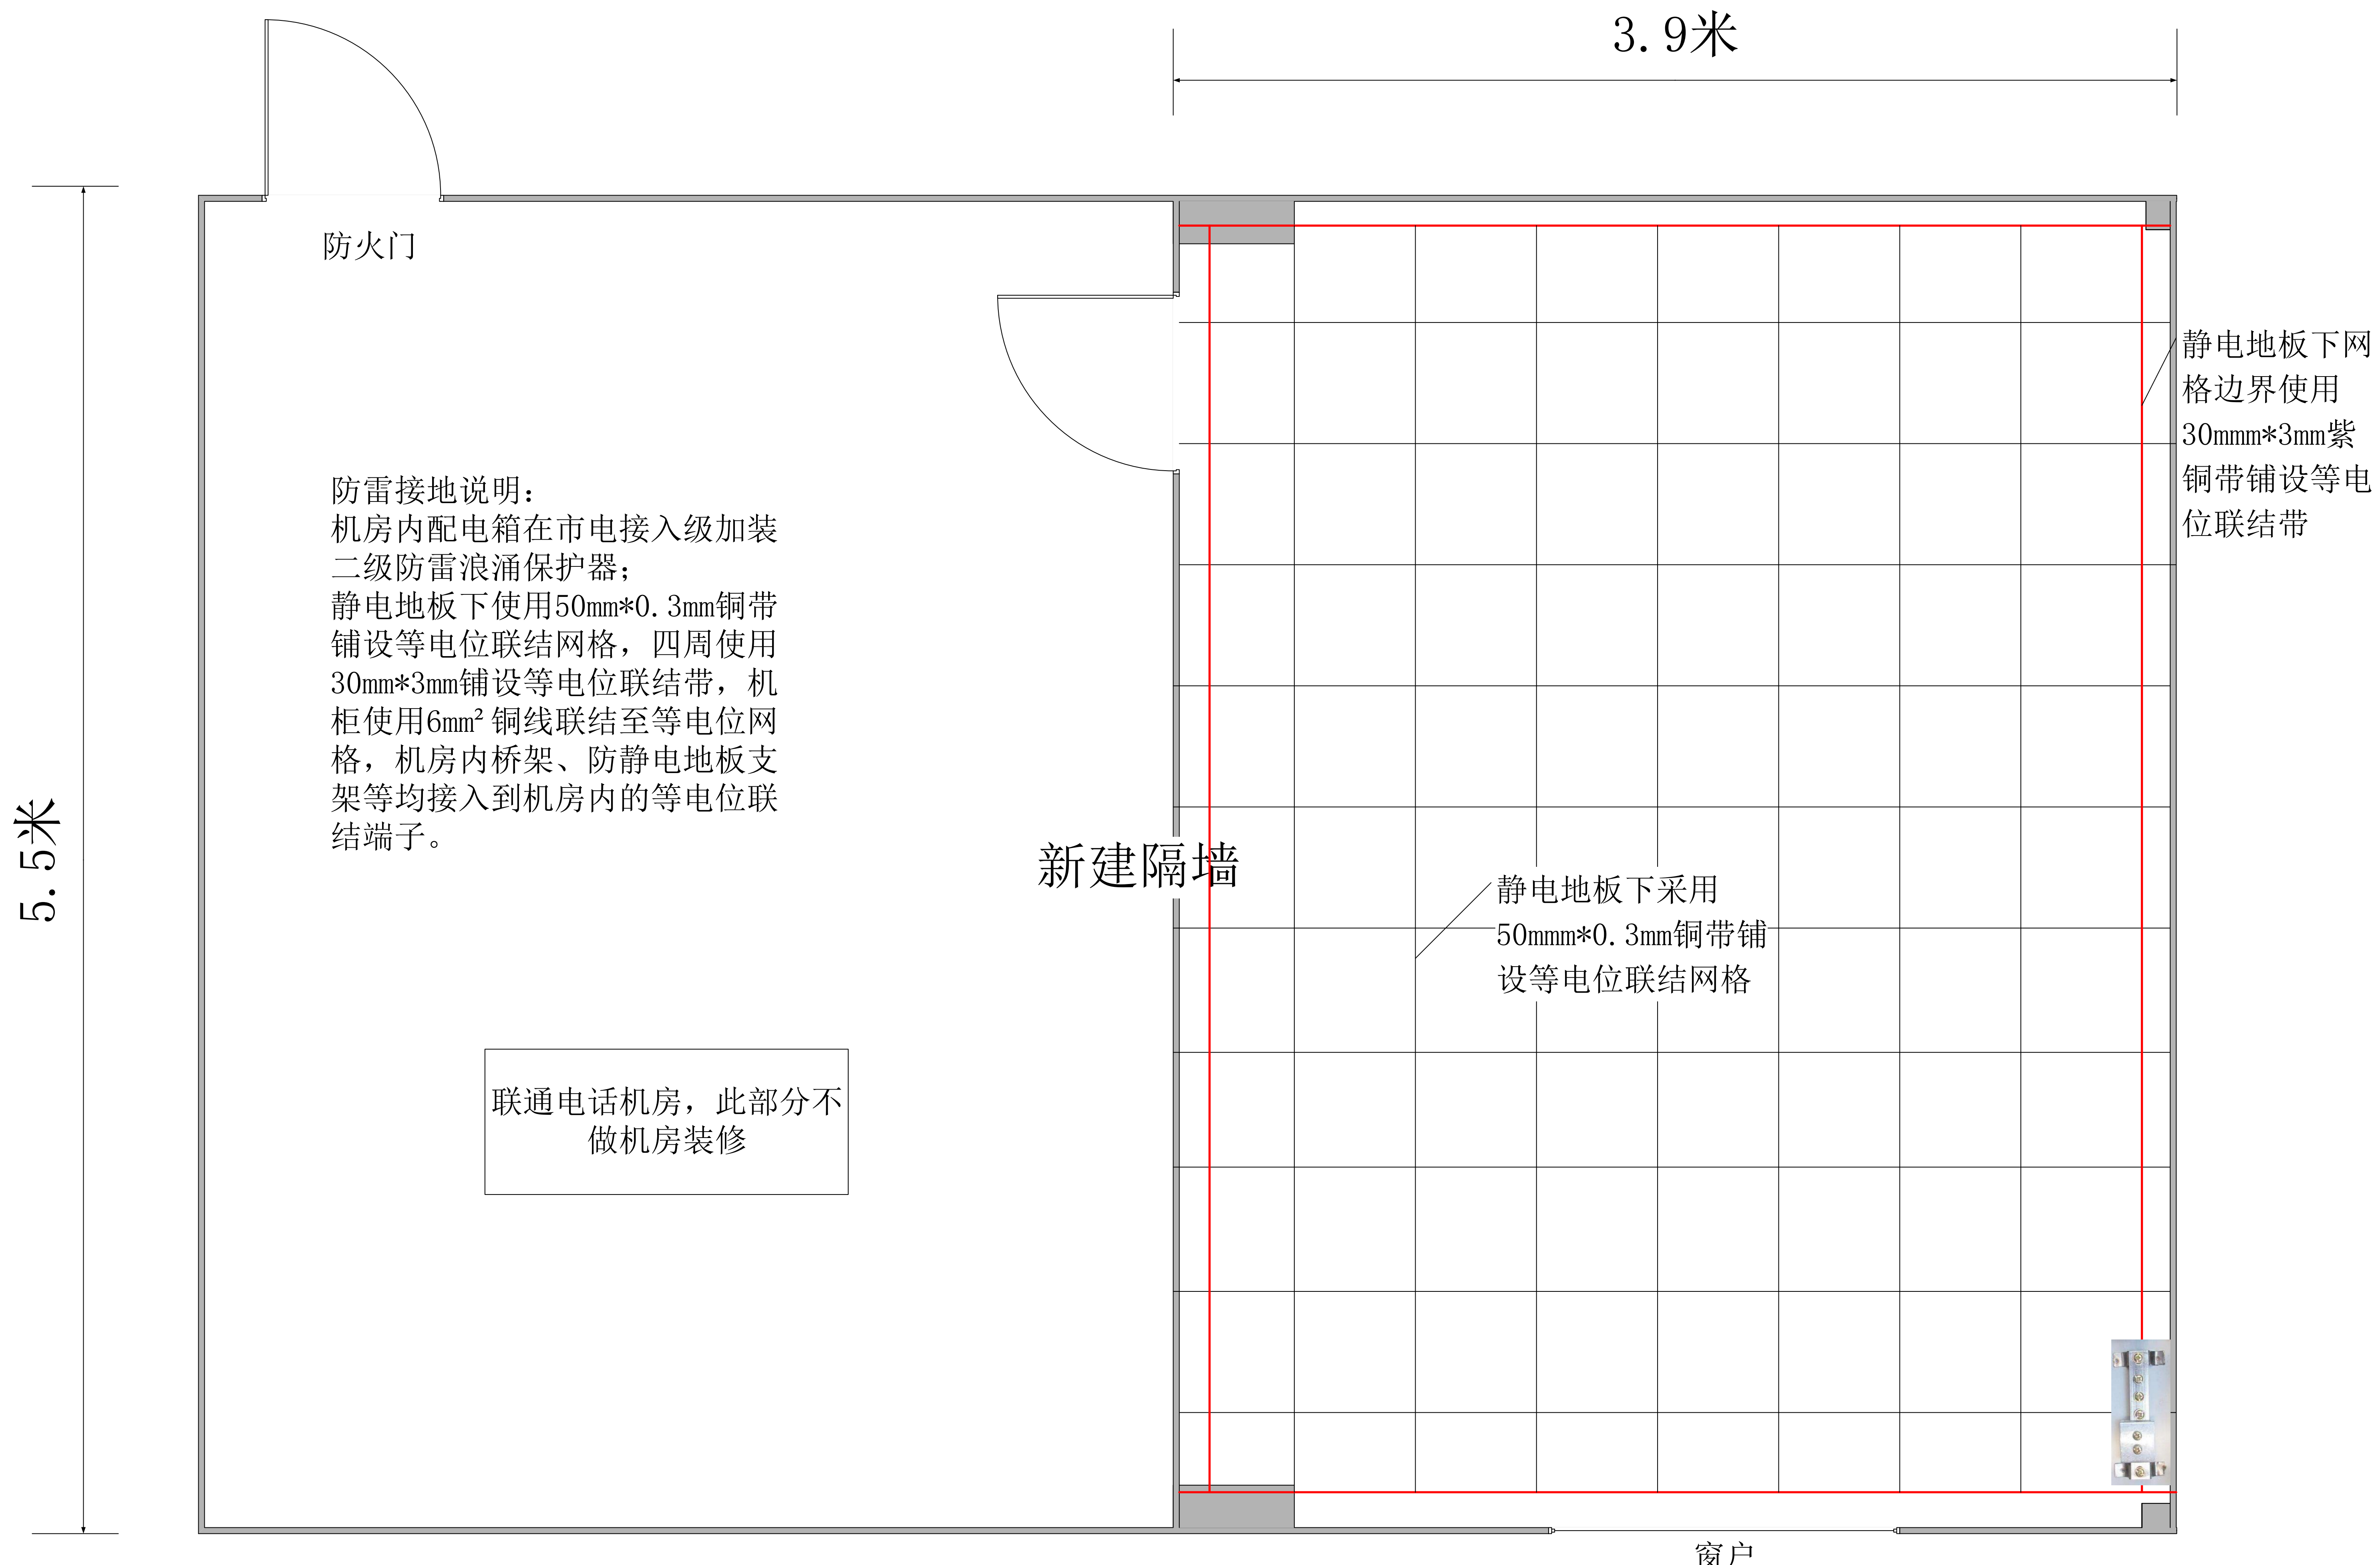 3.9米
防火门
静电地板下网
格边界使用
30mmm*3mm紫
铜带铺设等电
位联结带
防雷接地说明：
机房内配电箱在市电接入级加装
二级防雷浪涌保护器；
静电地板下使用50mm*0.3mm铜带
铺设等电位联结网格，四周使用
30mm*3mm铺设等电位联结带，机
柜使用6mm²铜线联结至等电位网
格，机房内桥架、防静电地板支
架等均接入到机房内的等电位联
结端子。
5.5米
新建隔墙
静电地板下采用
50mmm*0.3mm铜带铺
设等电位联结网格
联通电话机房，此部分不
做机房装修
窗户